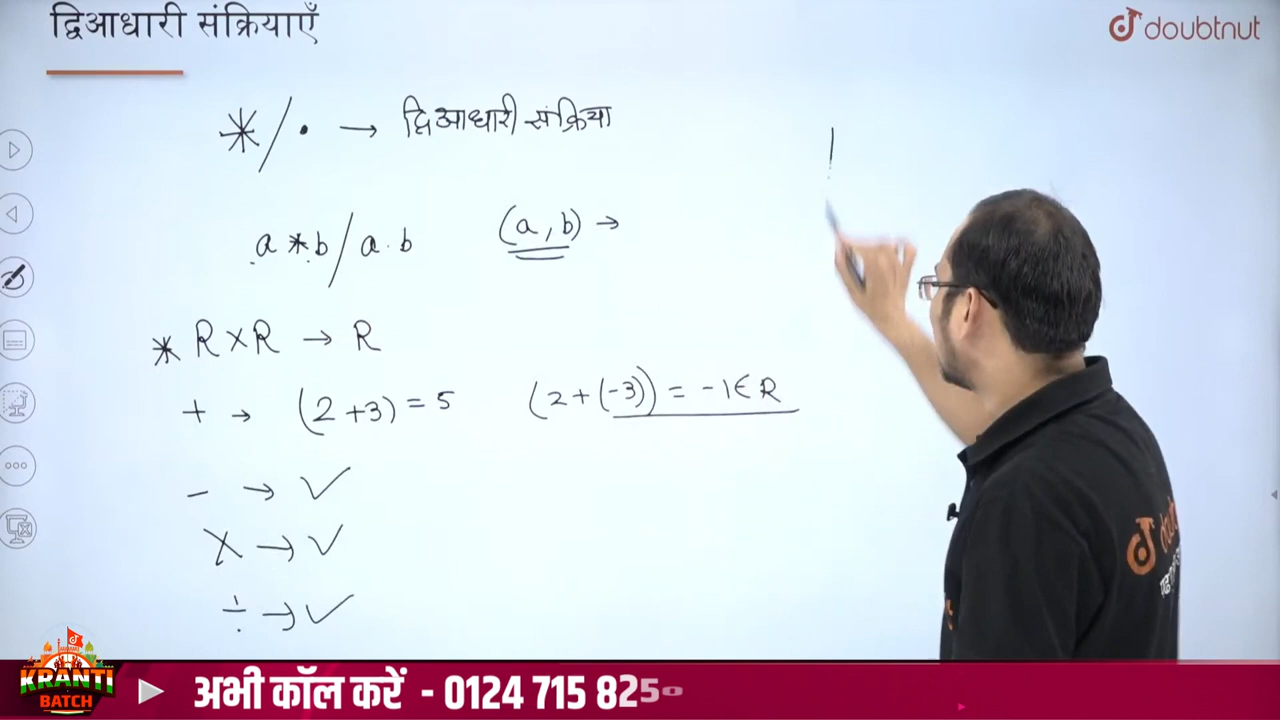 द्विआधारी संक्रियाएँ
doubtnut
* / • → द्विआधारी संक्रिया
a * b / a . b (a, b) →
* R × R → R
+ → (2 + 3) = 5 (2 + (-3)) = -1 ∈ R
- → ✓
× → ✓
÷ → ✓
KRANTI
BATCH
अभी कॉल करें - 0124 715 825